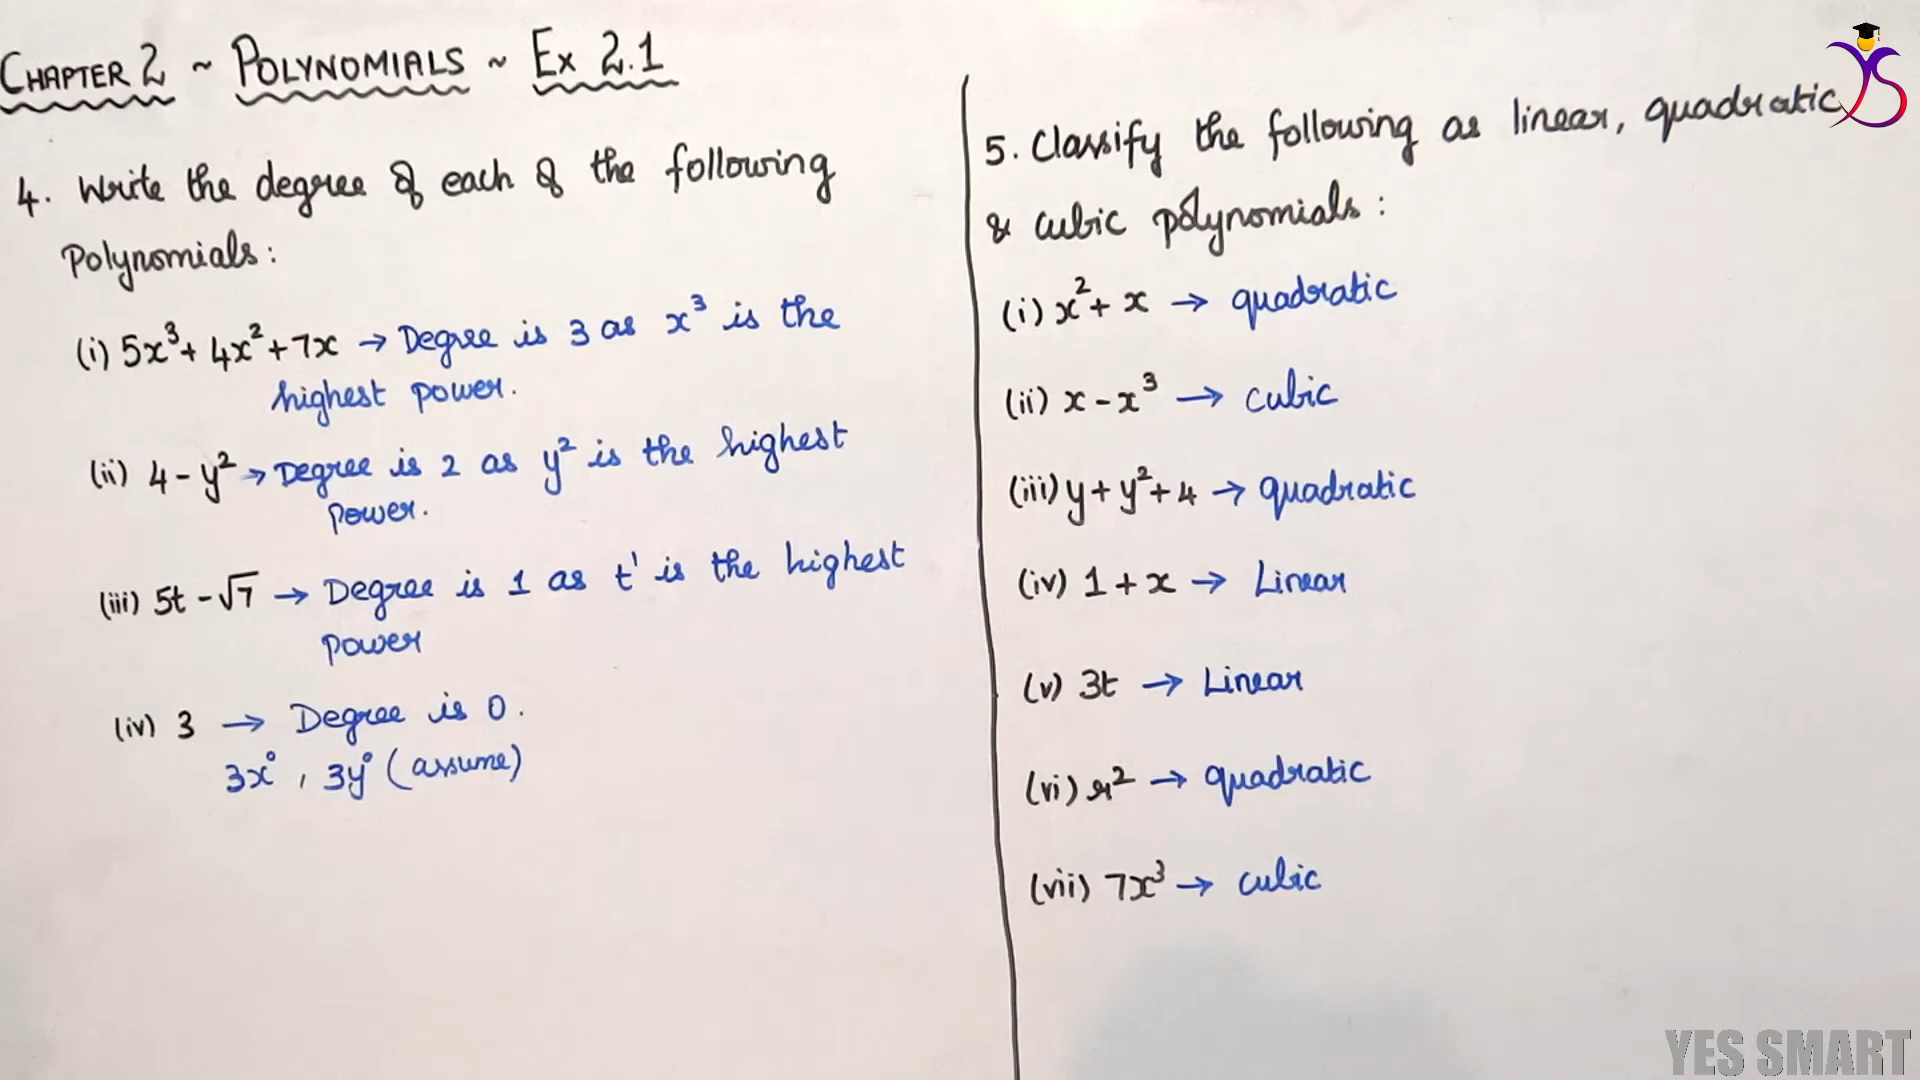 CHAPTER 2 ~ POLYNOMIALS ~ Ex 2.1
4. Write the degree of each of the following
Polynomials:
(i) 5x³+ 4x²+7x → Degree is 3 as x³ is the
highest power.
(ii) 4-y² → Degree is 2 as y² is the highest
power.
(iii) 5t -√7 → Degree is 1 as t¹ is the highest
power
(iv) 3 → Degree is 0.
3x⁰, 3y⁰ (assume)
5. Classify the following as linear, quadratic
& cubic polynomials:
(i) x²+ x → quadratic
(ii) x-x³ → cubic
(iii) y+y²+4 → quadratic
(iv) 1+x → Linear
(v) 3t → Linear
(vi) r² → quadratic
(vii) 7x³ → cubic
YS
YES SMART